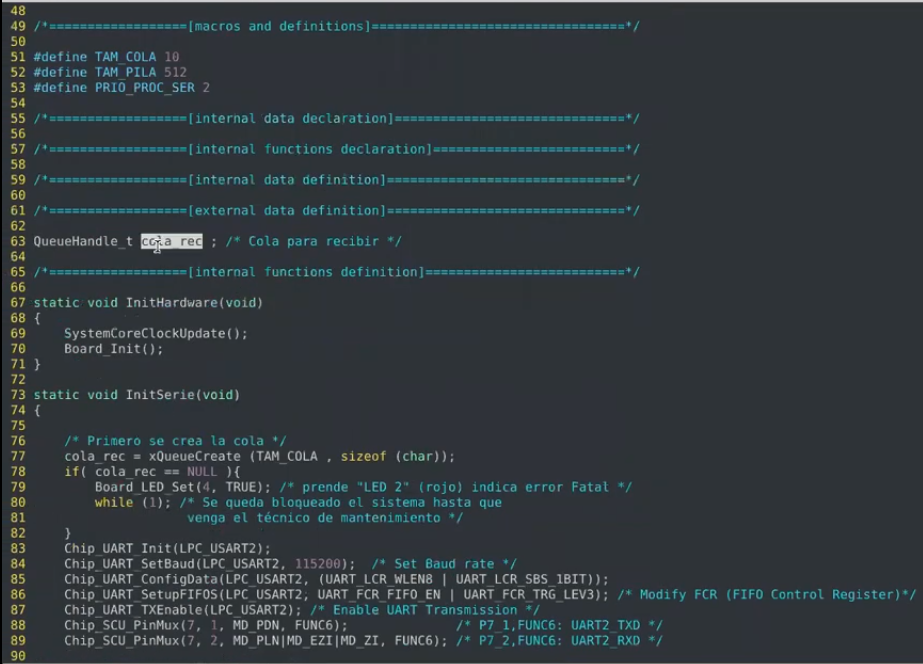 48
49 /*==================[macros and definitions]=================================*/
50
51 #define TAM_COLA 10
52 #define TAM_PILA 512
53 #define PRIO_PROC_SER 2
54
55 /*==================[internal data declaration]==============================*/
56
57 /*==================[internal functions declaration]=========================*/
58
59 /*==================[internal data definition]===============================*/
60
61 /*==================[external data definition]===============================*/
62
63 QueueHandle_t cola_rec ; /* Cola para recibir */
64
65 /*==================[internal functions definition]==========================*/
66
67 static void InitHardware(void)
68 {
69     SystemCoreClockUpdate();
70     Board_Init();
71 }
72
73 static void InitSerie(void)
74 {
75
76     /* Primero se crea la cola */
77     cola_rec = xQueueCreate (TAM_COLA , sizeof (char));
78     if( cola_rec == NULL ){
79         Board_LED_Set(4, TRUE); /* prende "LED 2" (rojo) indica error Fatal */
80         while (1); /* Se queda bloqueado el sistema hasta que
81                     venga el técnico de mantenimiento */
82     }
83     Chip_UART_Init(LPC_USART2);
84     Chip_UART_SetBaud(LPC_USART2, 115200);  /* Set Baud rate */
85     Chip_UART_ConfigData(LPC_USART2, (UART_LCR_WLEN8 | UART_LCR_SBS_1BIT));
86     Chip_UART_SetupFIFOS(LPC_USART2, UART_FCR_FIFO_EN | UART_FCR_TRG_LEV3); /* Modify FCR (FIFO Control Register)*/
87     Chip_UART_TXEnable(LPC_USART2); /* Enable UART Transmission */
88     Chip_SCU_PinMux(7, 1, MD_PDN, FUNC6);              /* P7_1,FUNC6: UART2_TXD */
89     Chip_SCU_PinMux(7, 2, MD_PLN|MD_EZI|MD_ZI, FUNC6); /* P7_2,FUNC6: UART2_RXD */
90